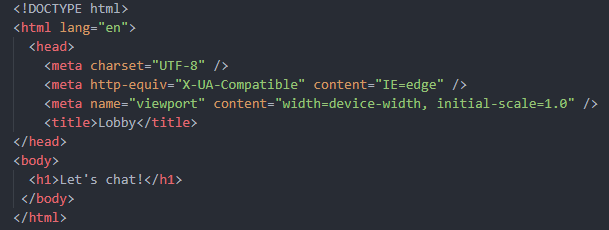 <!DOCTYPE html>
<html lang="en">
  <head>
    <meta charset="UTF-8" />
    <meta http-equiv="X-UA-Compatible" content="IE=edge" />
    <meta name="viewport" content="width=device-width, initial-scale=1.0" />
    <title>Lobby</title>
</head>
<body>
  <h1>Let's chat!</h1>
 </body>
</html>